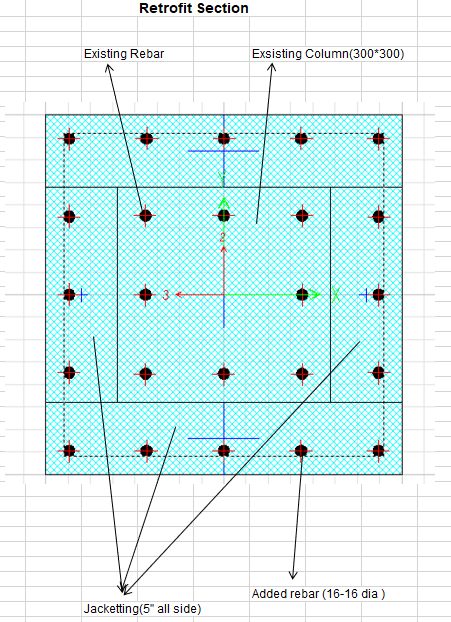 Retrofit Section
Existing Rebar
Exsisting Column(300*300)
Y
2
3
X
Added rebar (16-16 dia )
Jacketting(5" all side)